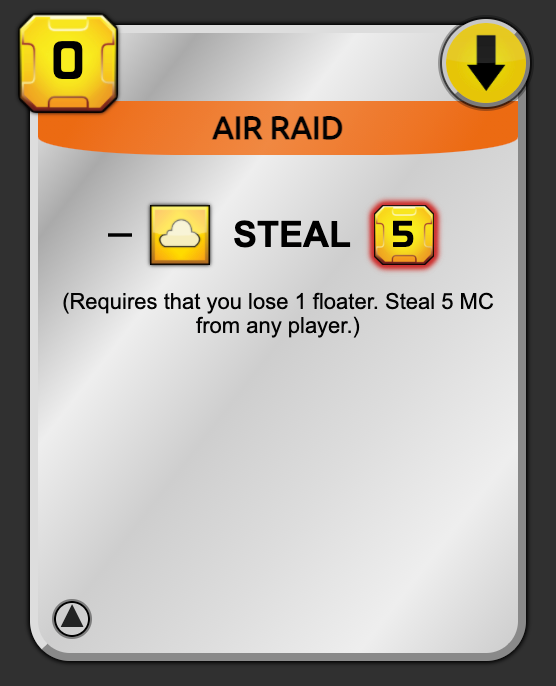 0
AIR RAID
– STEAL 5
(Requires that you lose 1 floater. Steal 5 MC
from any player.)